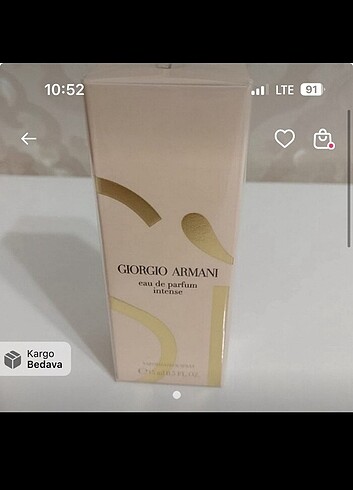 10:52
LTE 91
GIORGIO ARMANI
eau de parfum
intense
Kargo
Bedava